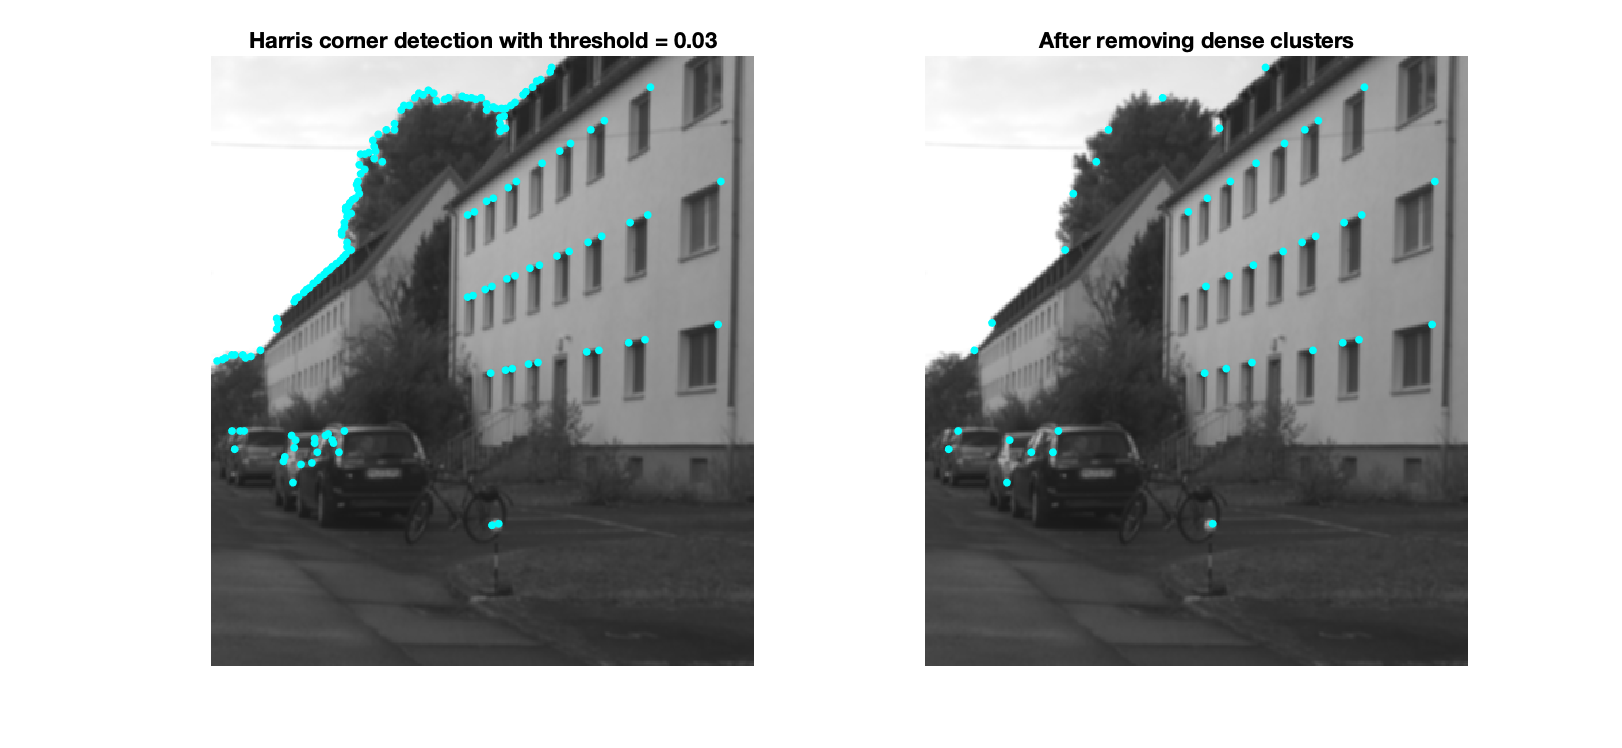 Harris corner detection with threshold = 0.03
After removing dense clusters